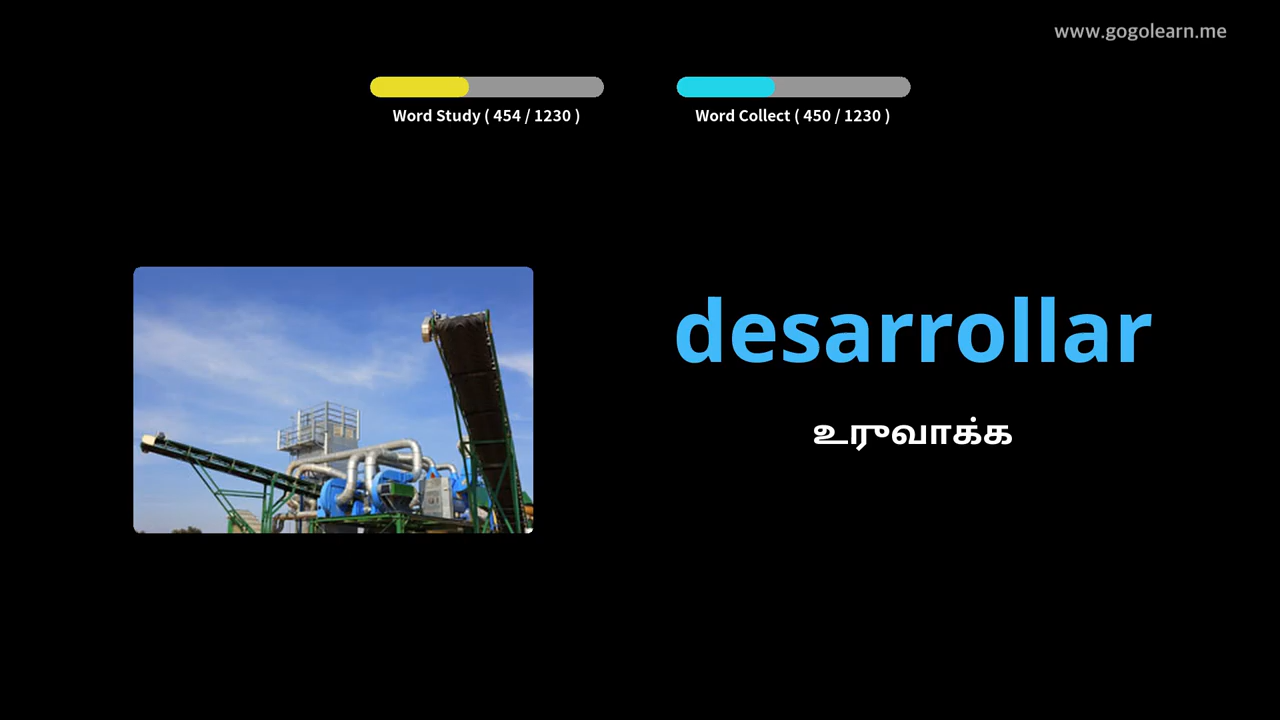 www.gogolearn.me
Word Study ( 454 / 1230 )
Word Collect ( 450 / 1230 )
desarrollar
உருவாக்க